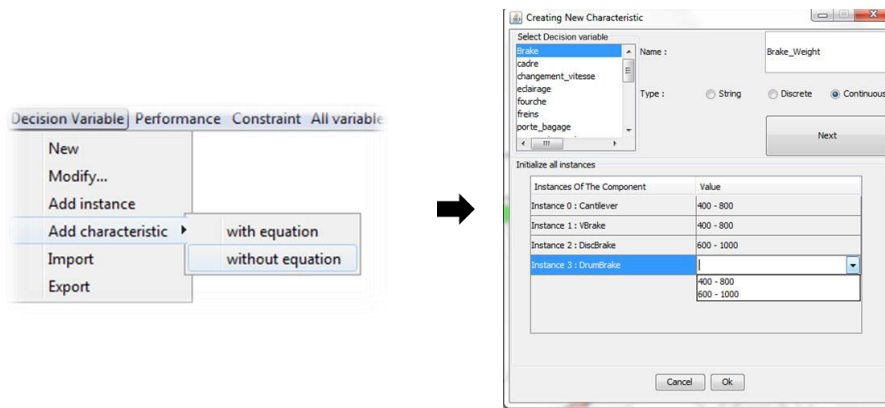 Decision Variable Performance Constraint All variable
New
Modify...
Add instance
Add characteristic
Import
Export
with equation
without equation
Creating New Characteristic
Select Decision variable
Brake
cadre
changement_vitesse
eclairage
fourche
freins
porte_bagage
Name :
Brake_Weight
Type :
String
Discrete
Continuous
Next
Initialize all instances
Instances Of The Component Value
Instance 0 : Cantilever 400 - 800
Instance 1 : VBrake 400 - 800
Instance 2 : DiscBrake 600 - 1000
Instance 3 : DrumBrake
400 - 800
600 - 1000
Cancel Ok